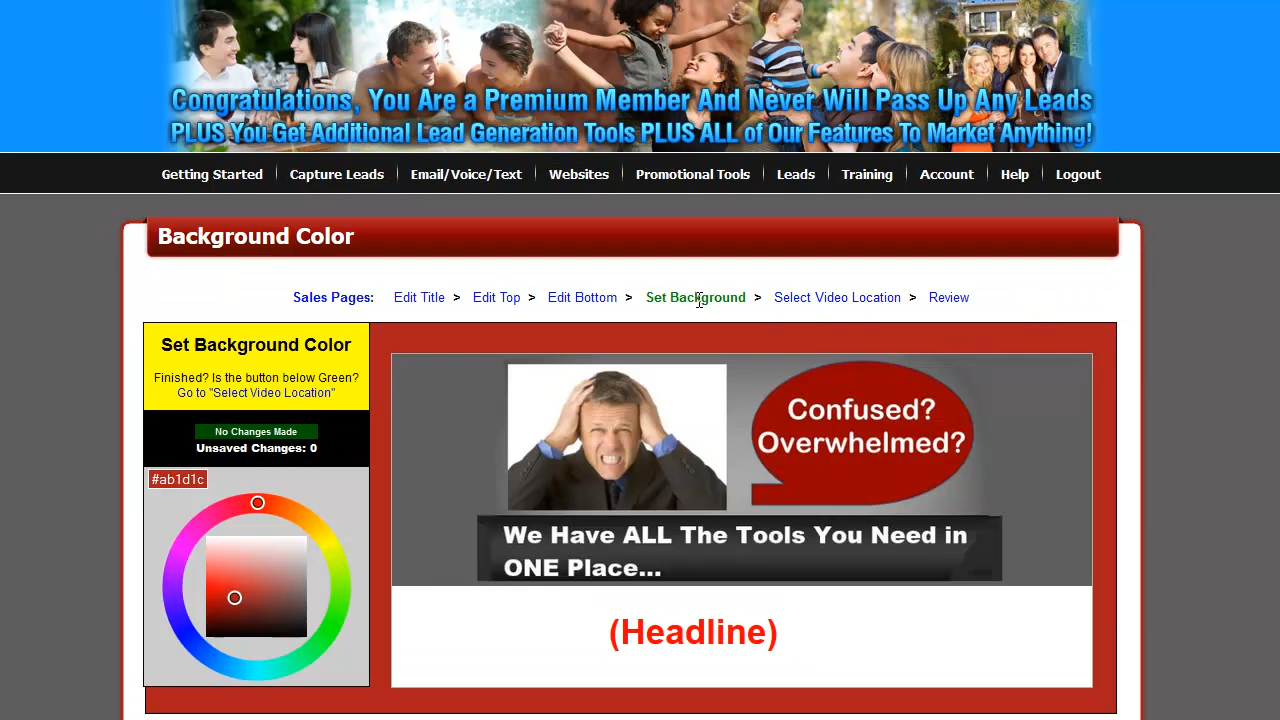 Congratulations, You Are a Premium Member And Never Will Pass Up Any Leads
PLUS You Get Additional Lead Generation Tools PLUS ALL of Our Features To Market Anything!
Getting Started Capture Leads Email/Voice/Text Websites Promotional Tools Leads Training Account Help Logout
Background Color
Sales Pages: Edit Title > Edit Top > Edit Bottom > Set Background > Select Video Location > Review
Set Background Color
Finished? Is the button below Green?
Go to "Select Video Location"
No Changes Made
Unsaved Changes: 0
#ab1d1c
Confused?
Overwhelmed?
We Have ALL The Tools You Need in
ONE Place...
(Headline)